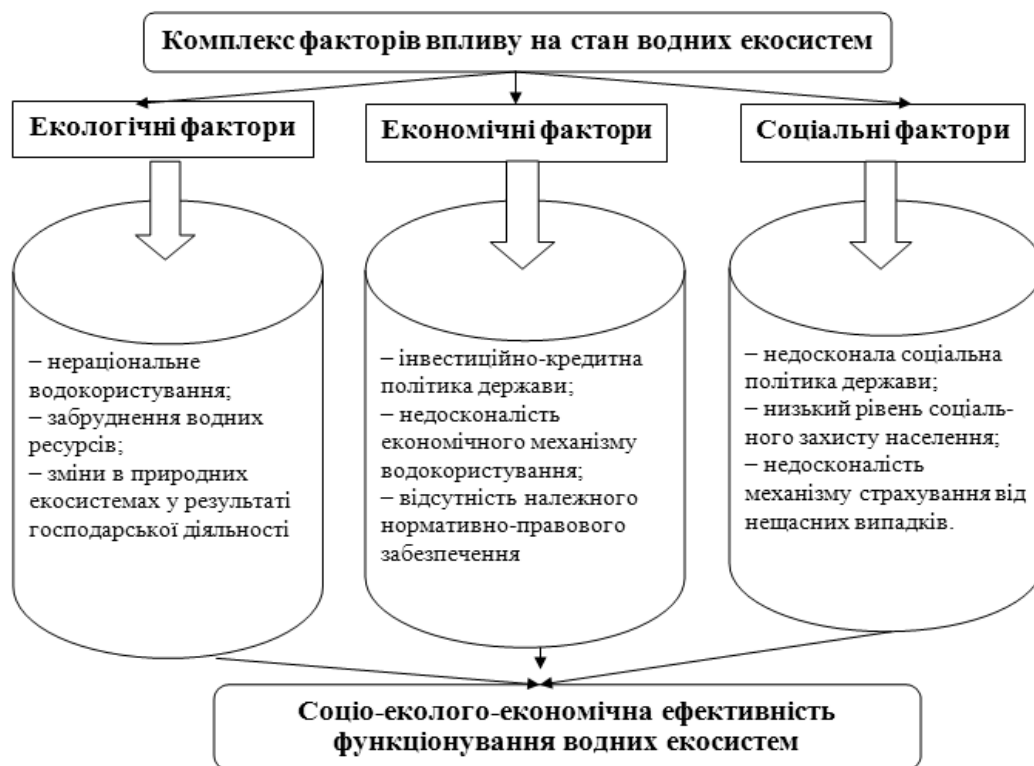 Комплекс факторів впливу на стан водних екосистем
Екологічні фактори
Економічні фактори
Соціальні фактори
– нераціональне
водокористування;
– забруднення водних
ресурсів;
– зміни в природних
екосистемах у результаті
господарської діяльності
– інвестиційно-кредитна
політика держави;
– недосконалість
економічного механізму
водокористування;
– відсутність належного
нормативно-правового
забезпечення
– недосконала соціальна
політика держави;
– низький рівень соціаль-
ного захисту населення;
– недосконалість
механізму страхування від
нещасних випадків.
Соціо-еколого-економічна ефективність
функціонування водних екосистем